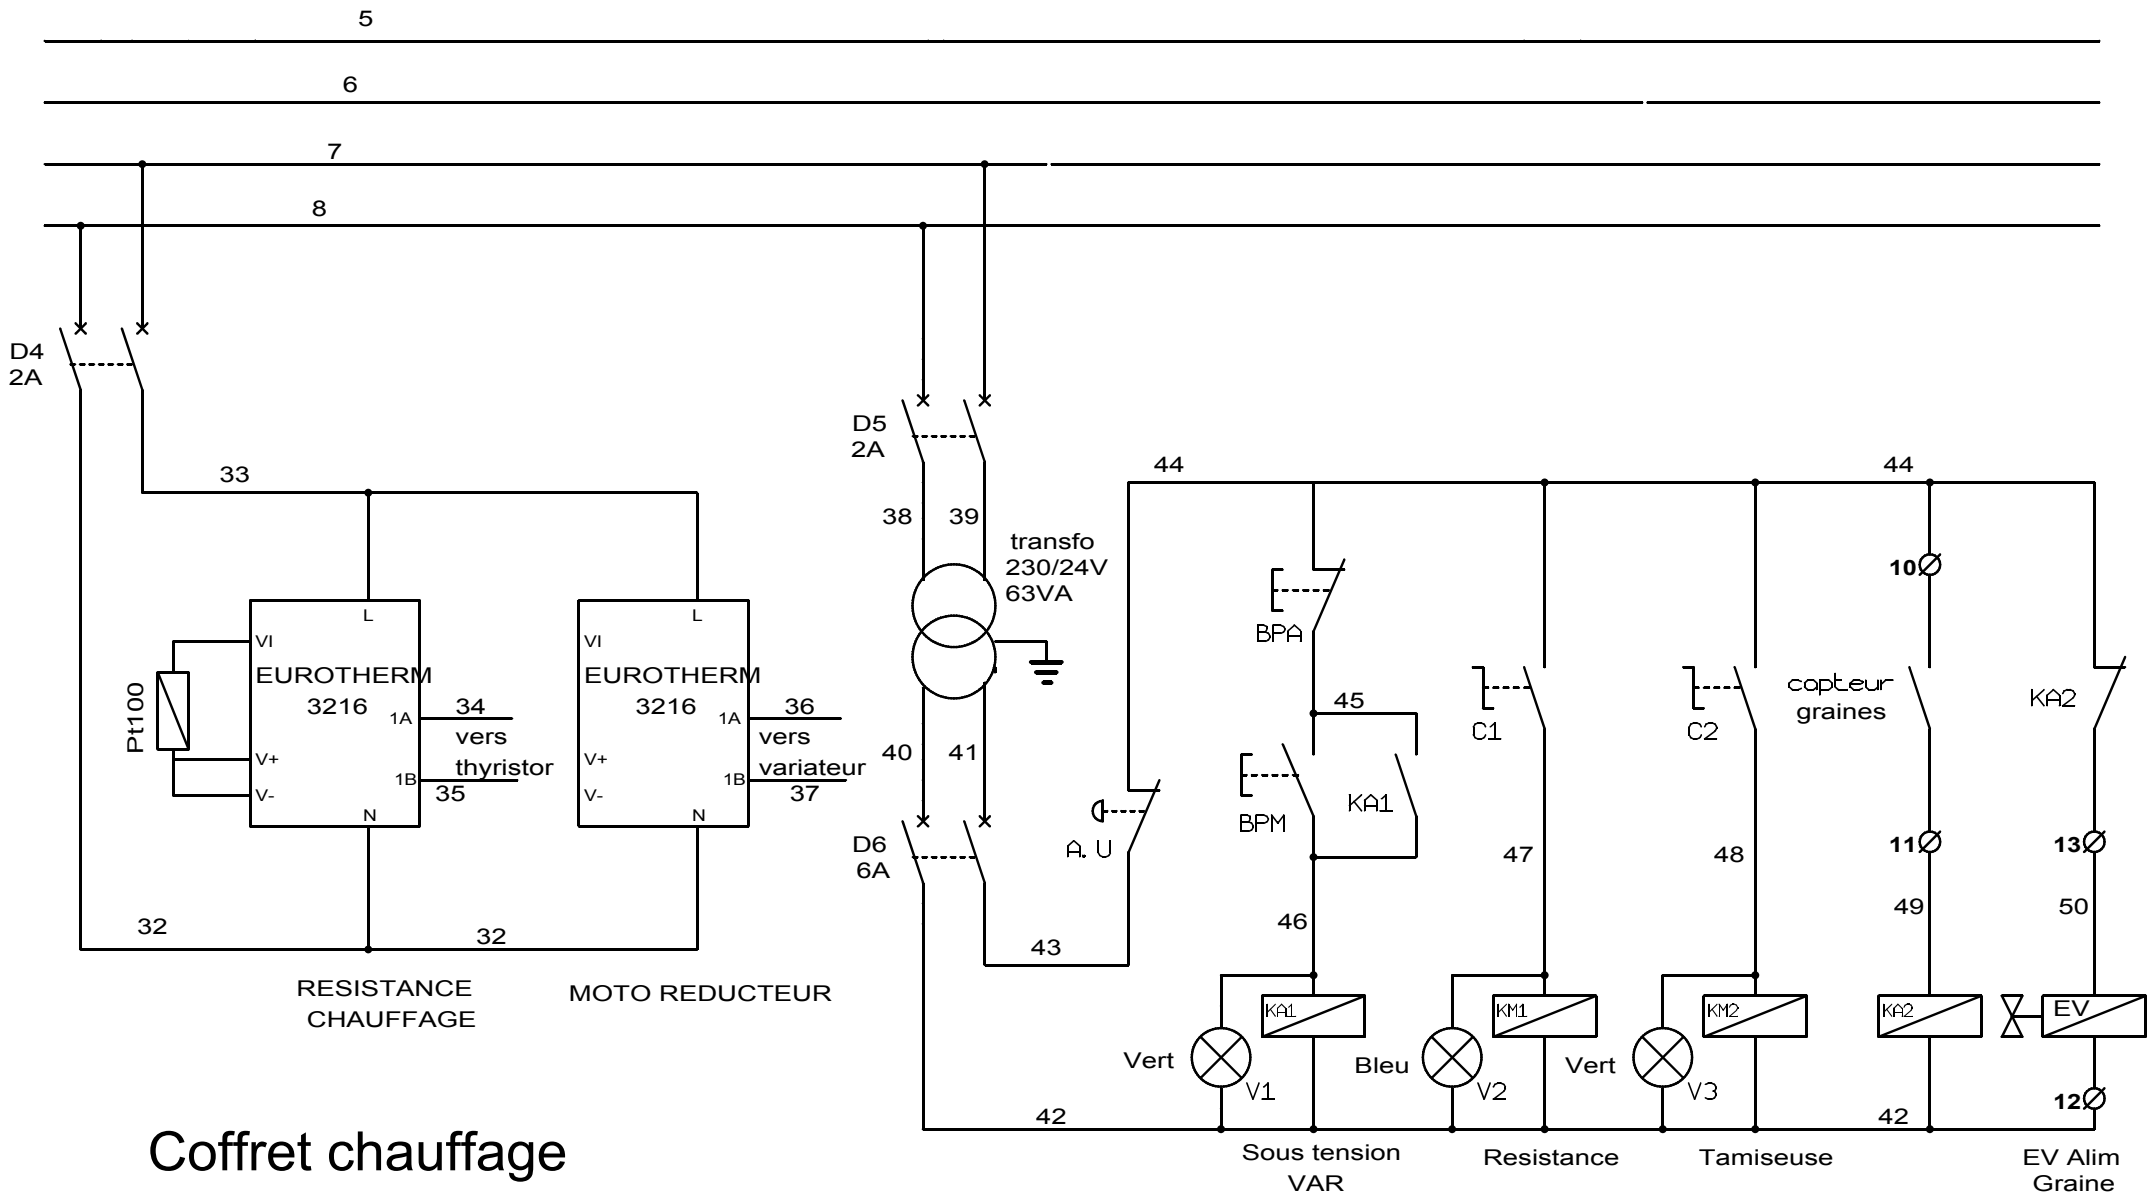 5
6
7
8
D4
2A
D5
2A
33
44
44
38
39
transfo
230/24V
63VA
10
L
L
VI
VI
BPA
EUROTHERM
3216
EUROTHERM
3216
Pt100
1A
34
vers
thyristor
1A
36
vers
variateur
V+
V+
1B
35
1B
37
V-
V-
N
N
40
41
45
C1
C2
capteur
graines
KA2
KA1
BPM
D6
6A
A.U
47
48
11
13
46
49
50
32
32
43
RESISTANCE
CHAUFFAGE
MOTO REDUCTEUR
KA1
KM1
KM2
KA2
EV
Vert
V1
Bleu
V2
Vert
V3
12
42
42
Coffret chauffage
Sous tension
VAR
Resistance
Tamiseuse
EV Alim
Graine